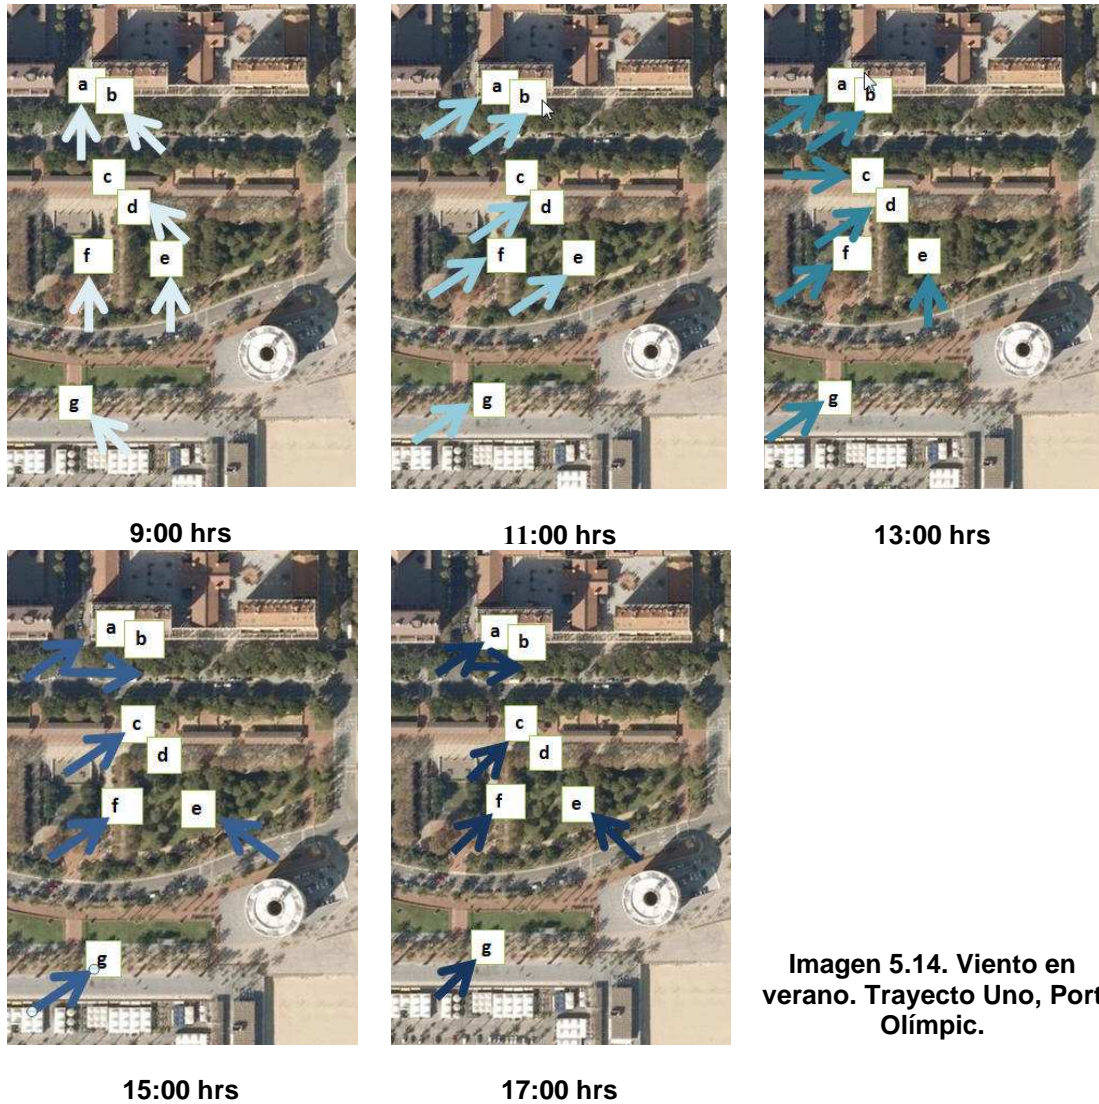 a
b
c
d
f
e
g
a
b
c
d
f
e
g
a
b
c
d
f
e
g
9:00 hrs
11:00 hrs
13:00 hrs
a
b
c
d
f
e
g
a
b
c
d
f
e
g
Imagen 5.14. Viento en
verano. Trayecto Uno, Port
Olímpic.
15:00 hrs
17:00 hrs